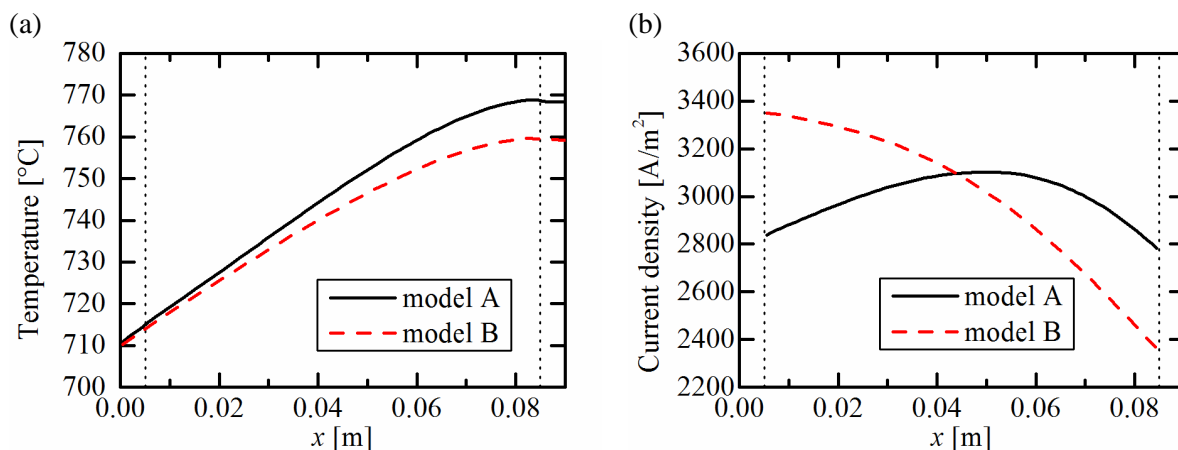 (a)
Temperature [°C]
780
770
760
750
740
730
720
710
700
0.00 0.02 0.04 0.06 0.08
x [m]
model A
model B
(b)
Current density [A/m²]
3600
3400
3200
3000
2800
2600
2400
2200
0.00 0.02 0.04 0.06 0.08
x [m]
model A
model B